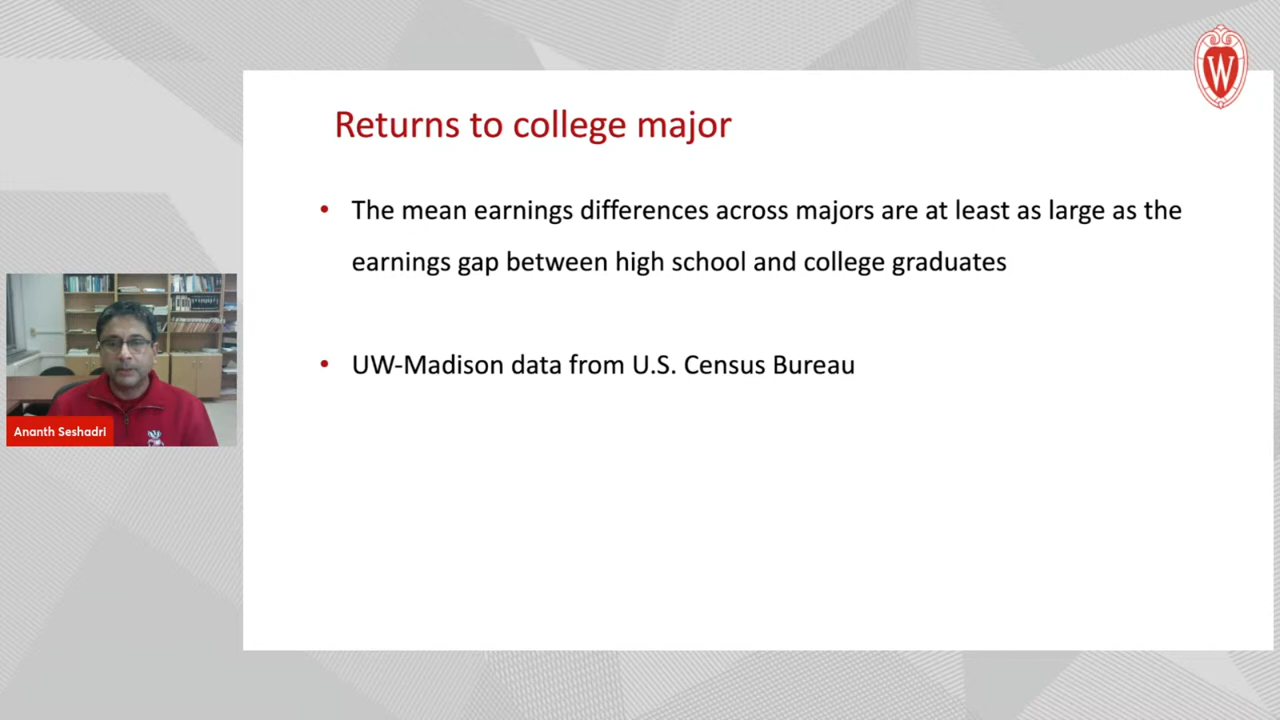 W
Returns to college major
• The mean earnings differences across majors are at least as large as the
earnings gap between high school and college graduates
• UW-Madison data from U.S. Census Bureau
Ananth Seshadri